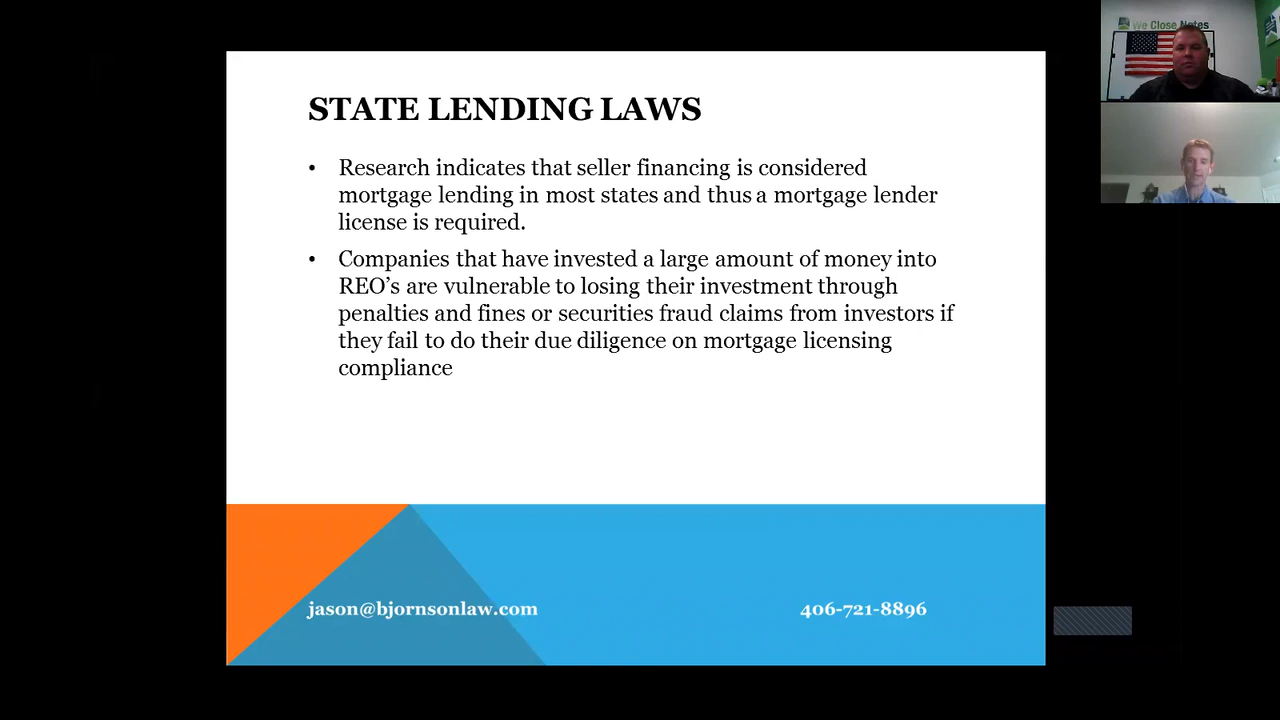 We Close Notes
STATE LENDING LAWS
• Research indicates that seller financing is considered
mortgage lending in most states and thus a mortgage lender
license is required.
• Companies that have invested a large amount of money into
REO’s are vulnerable to losing their investment through
penalties and fines or securities fraud claims from investors if
they fail to do their due diligence on mortgage licensing
compliance
jason@bjornsonlaw.com
406-721-8896